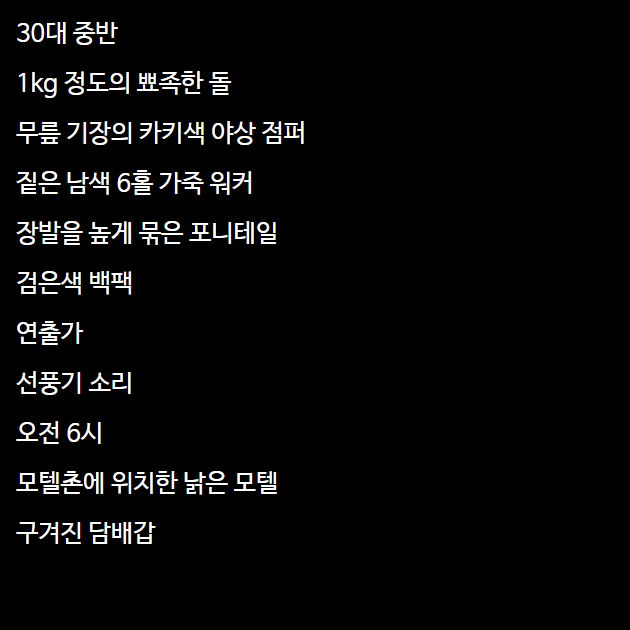 30대 중반
1kg 정도의 뾰족한 돌
무릎 기장의 카키색 야상 점퍼
짙은 남색 6홀 가죽 워커
장발을 높게 묶은 포니테일
검은색 백팩
연출가
선풍기 소리
오전 6시
모텔촌에 위치한 낡은 모텔
구겨진 담배갑